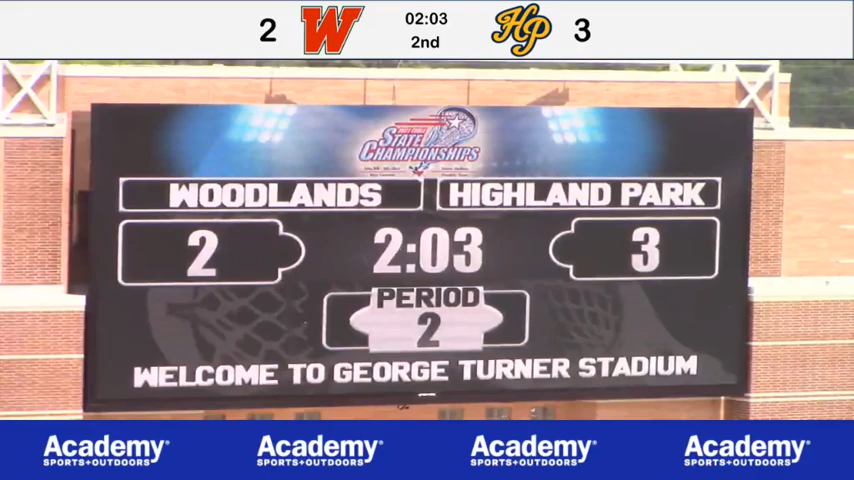 2 W 02:03 HP 3
2nd
STATE
CHAMPIONSHIPS
WOODLANDS HIGHLAND PARK
2 2:03 3
PERIOD
2
WELCOME TO GEORGE TURNER STADIUM
Academy Academy Academy Academy
SPORTS+OUTDOORS SPORTS+OUTDOORS SPORTS+OUTDOORS SPORTS+OUTDOORS